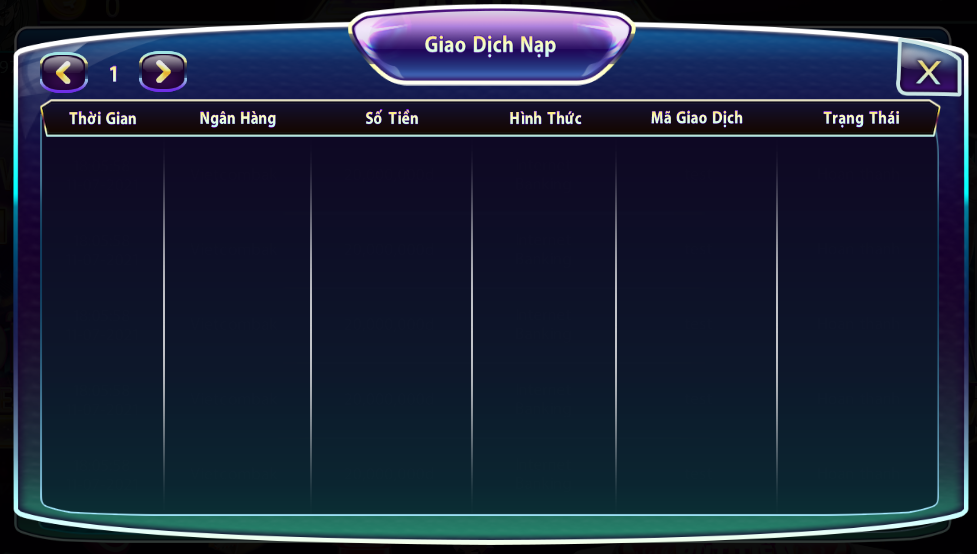 Giao Dịch Nạp
1
Thời Gian Ngân Hàng Số Tiền Hình Thức Mã Giao Dịch Trạng Thái